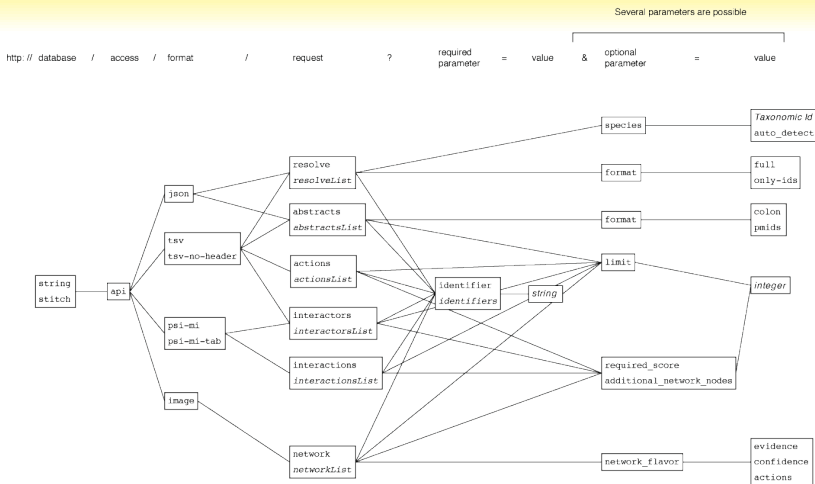 Several parameters are possible
http: // database / access / format / request ? required parameter = value & optional parameter = value
species
Taxonomic Id
auto_detect
resolve
resolveList
format
full
only-ids
json
abstracts
abstractsList
format
colon
pmids
tsv
tsv-no-header
actions
actionsList
limit
string
stitch
api
identifier
identifiers
string
integer
psi-mi
psi-mi-tab
interactors
interactorsList
interactions
interactionsList
required_score
additional_network_nodes
image
network
networkList
network_flavor
evidence
confidence
actions